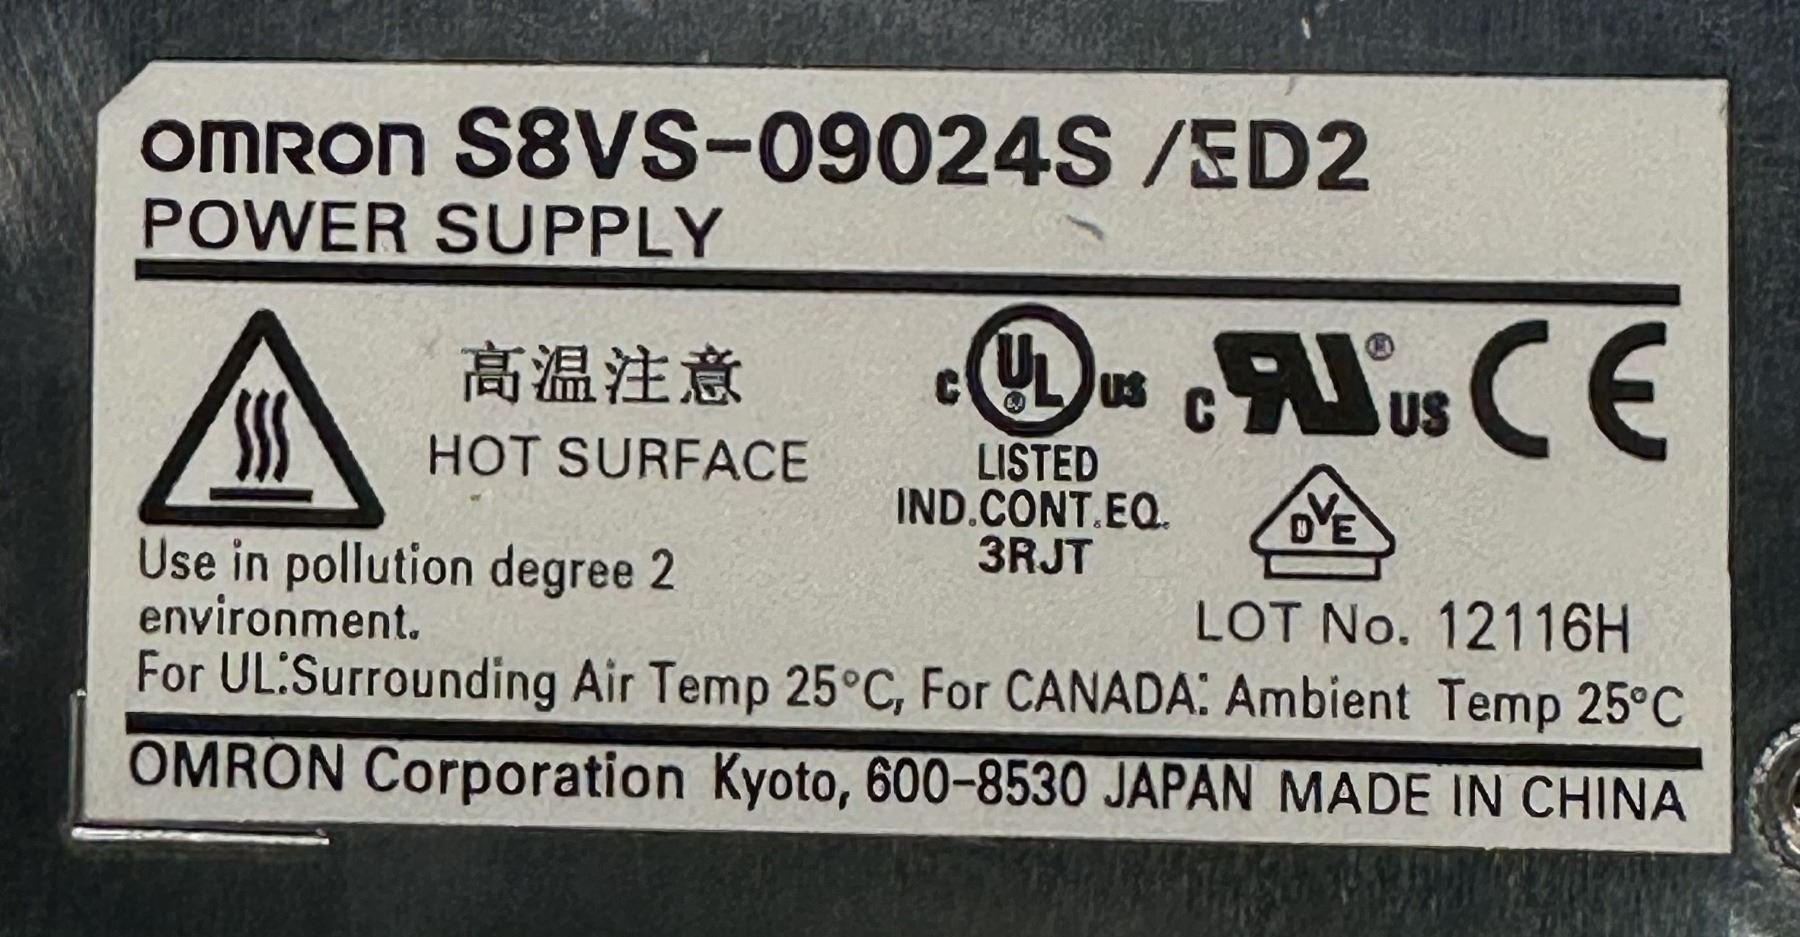 omron S8VS-09024S /ED2
POWER SUPPLY
高温注意
HOT SURFACE
c UL ® us
LISTED
IND.CONT.EQ.
3RJT
c RU ® us
CE
DVE
Use in pollution degree 2
environment.
LOT No. 12116H
For UL:Surrounding Air Temp 25°C, For CANADA: Ambient Temp 25°C
OMRON Corporation Kyoto, 600-8530 JAPAN MADE IN CHINA